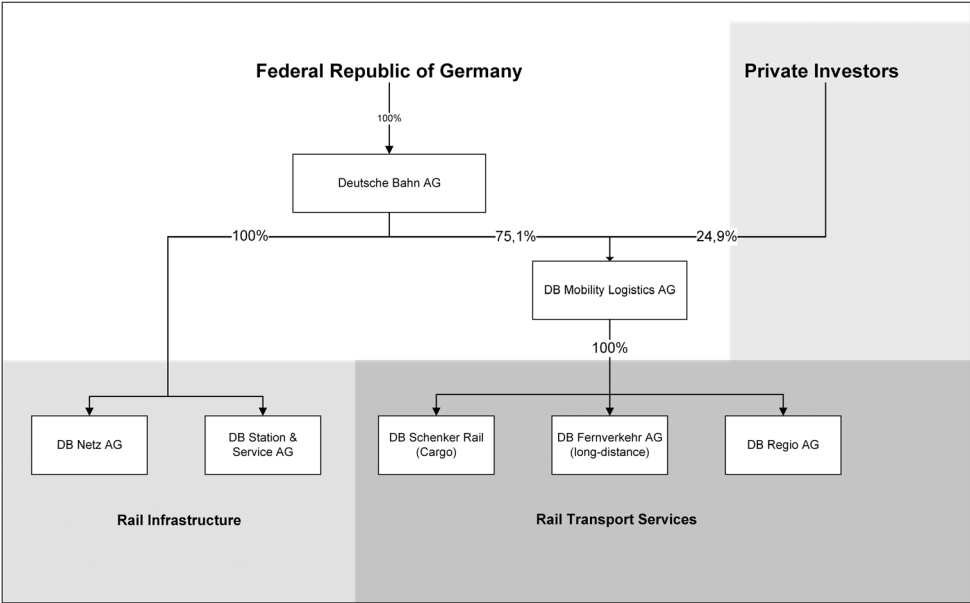 Federal Republic of Germany
Private Investors
100%
Deutsche Bahn AG
100%
75,1%
24,9%
DB Mobility Logistics AG
100%
DB Netz AG
DB Station &
Service AG
DB Schenker Rail
(Cargo)
DB Fernverkehr AG
(long-distance)
DB Regio AG
Rail Infrastructure
Rail Transport Services